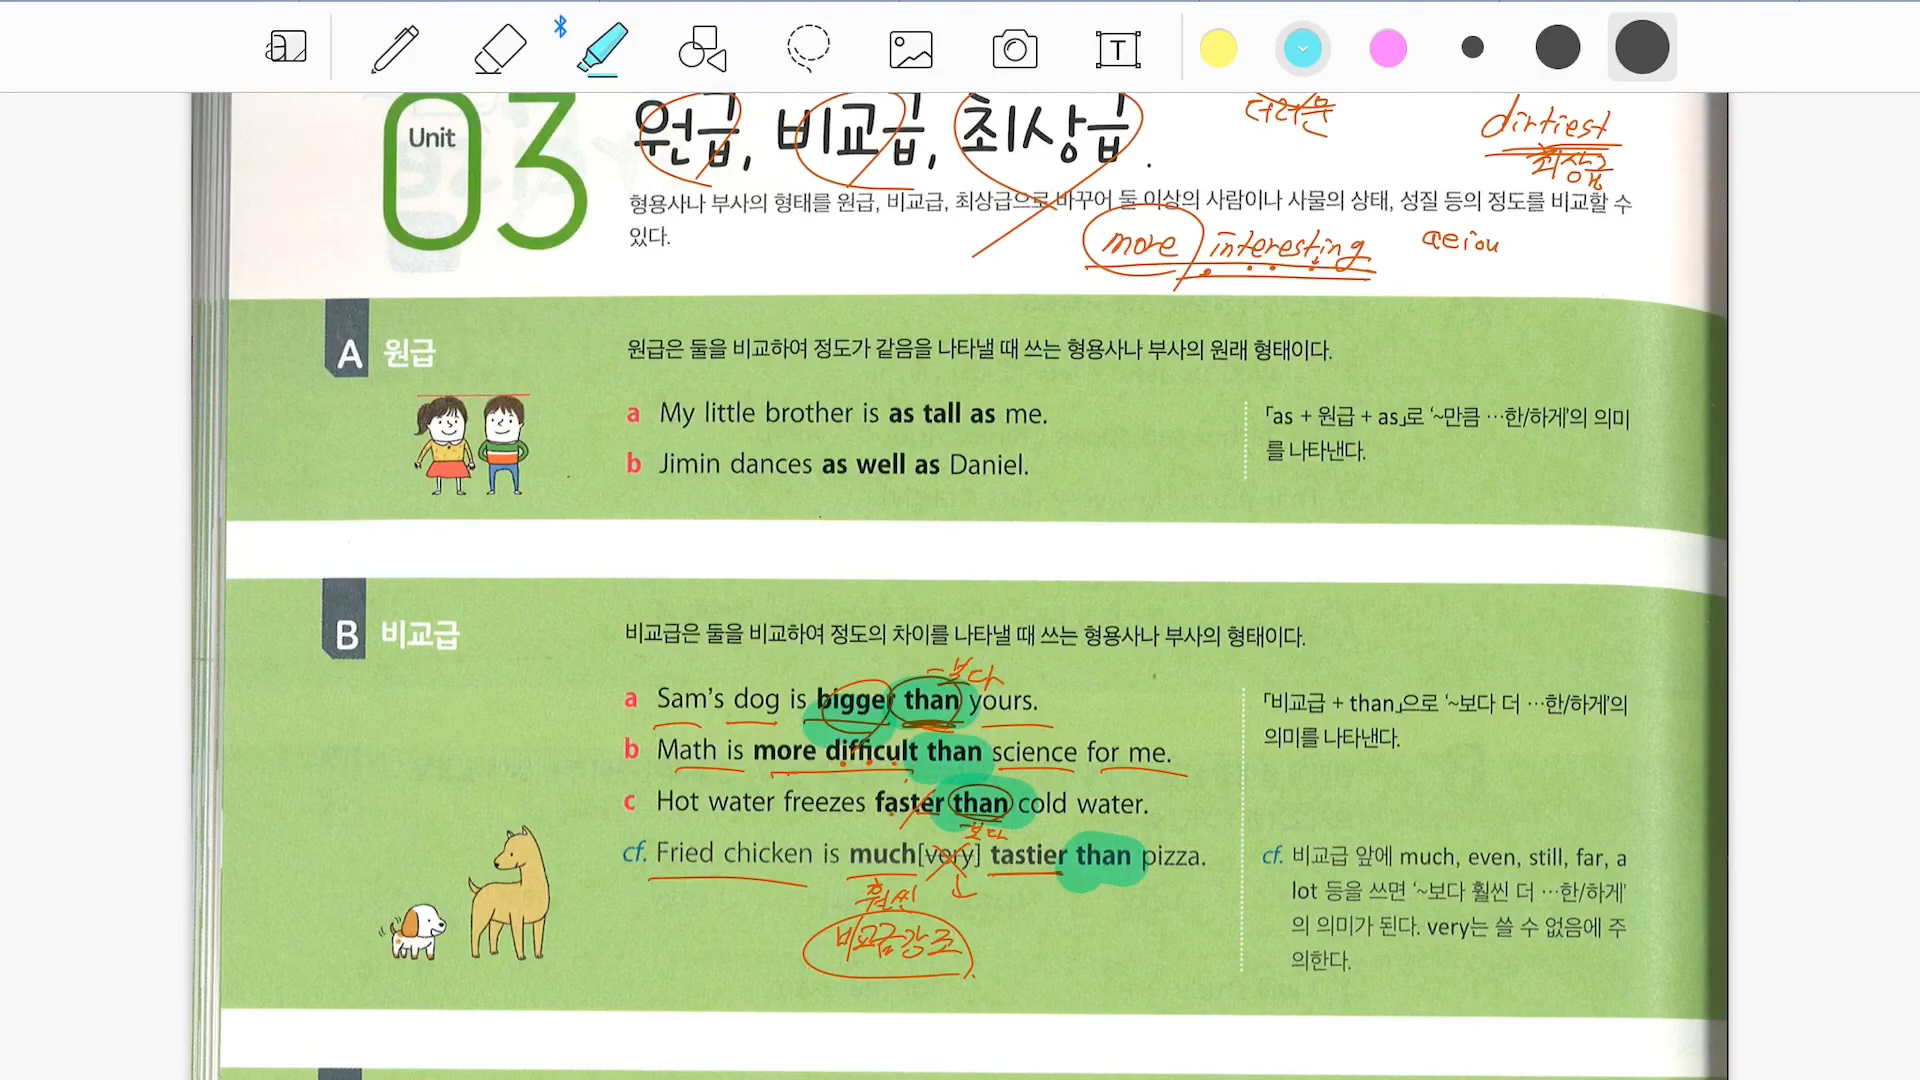 T
Unit
03
원급, 비교급, 최상급
더러운
dirtiest
최상급
형용사나 부사의 형태를 원급, 비교급, 최상급으로 바꾸어 둘 이상의 사람이나 사물의 상태, 성질 등의 정도를 비교할 수
있다.
more interesting
aeiou
A 원급
원급은 둘을 비교하여 정도가 같음을 나타낼 때 쓰는 형용사나 부사의 원래 형태이다.
a My little brother is as tall as me.
b Jimin dances as well as Daniel.
「as + 원급 + as」로 '~만큼 …한/하게'의 의미
를 나타낸다.
B 비교급
비교급은 둘을 비교하여 정도의 차이를 나타낼 때 쓰는 형용사나 부사의 형태이다.
~보다
a Sam's dog is bigger than yours.
b Math is more difficult than science for me.
c Hot water freezes faster than cold water.
보다
cf. Fried chicken is much[very] tastier than pizza.
훨씬
비교급강조
「비교급 + than」으로 '~보다 더 …한/하게'의
의미를 나타낸다.
cf. 비교급 앞에 much, even, still, far, a
lot 등을 쓰면 '~보다 훨씬 더 …한/하게'
의 의미가 된다. very는 쓸 수 없음에 주
의한다.